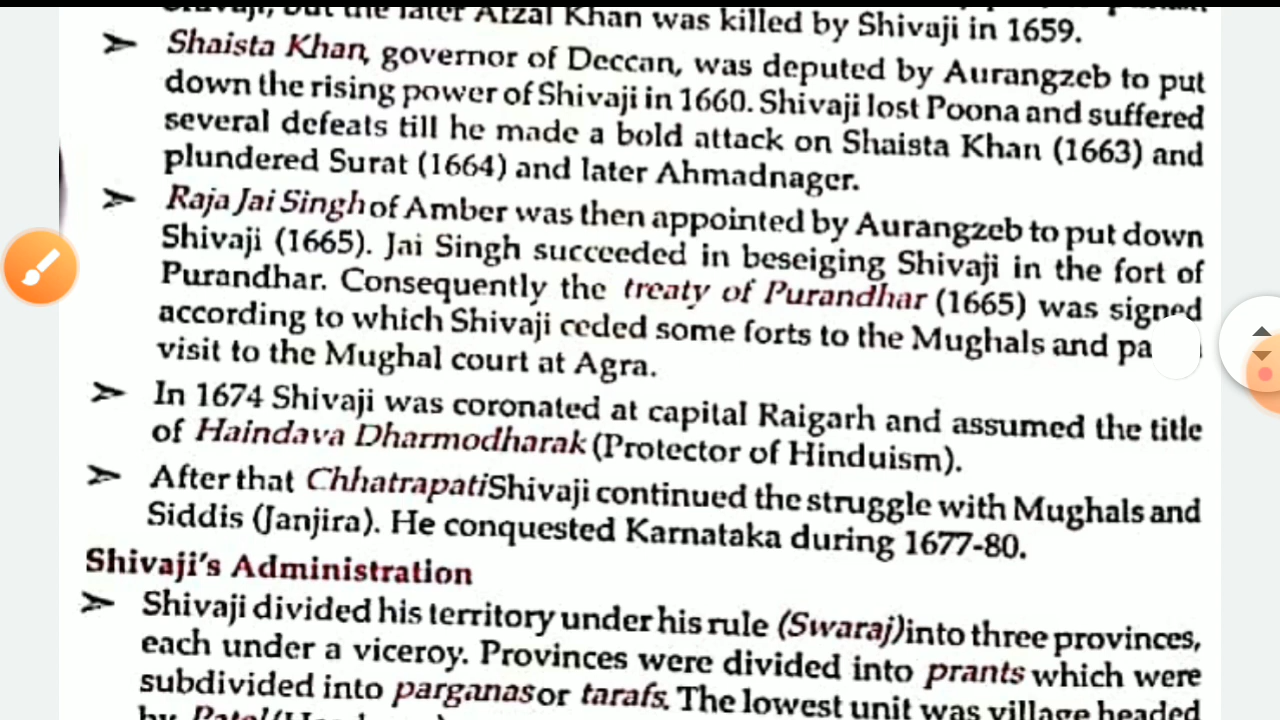 Shivaji, but the later Afzal Khan was killed by Shivaji in 1659.
➢ Shaista Khan, governor of Deccan, was deputed by Aurangzeb to put
down the rising power of Shivaji in 1660. Shivaji lost Poona and suffered
several defeats till he made a bold attack on Shaista Khan (1663) and
plundered Surat (1664) and later Ahmadnager.
➢ Raja Jai Singh of Amber was then appointed by Aurangzeb to put down
Shivaji (1665). Jai Singh succeeded in beseiging Shivaji in the fort of
Purandhar. Consequently the treaty of Purandhar (1665) was signed
according to which Shivaji ceded some forts to the Mughals and pa
visit to the Mughal court at Agra.
➢ In 1674 Shivaji was coronated at capital Raigarh and assumed the title
of Haindava Dharmodharak (Protector of Hinduism).
➢ After that Chhatrapati Shivaji continued the struggle with Mughals and
Siddis (Janjira). He conquested Karnataka during 1677-80.
Shivaji's Administration
➢ Shivaji divided his territory under his rule (Swaraj) into three provinces,
each under a viceroy. Provinces were divided into prants which were
subdivided into parganas or tarafs. The lowest unit was village headed
by Patel